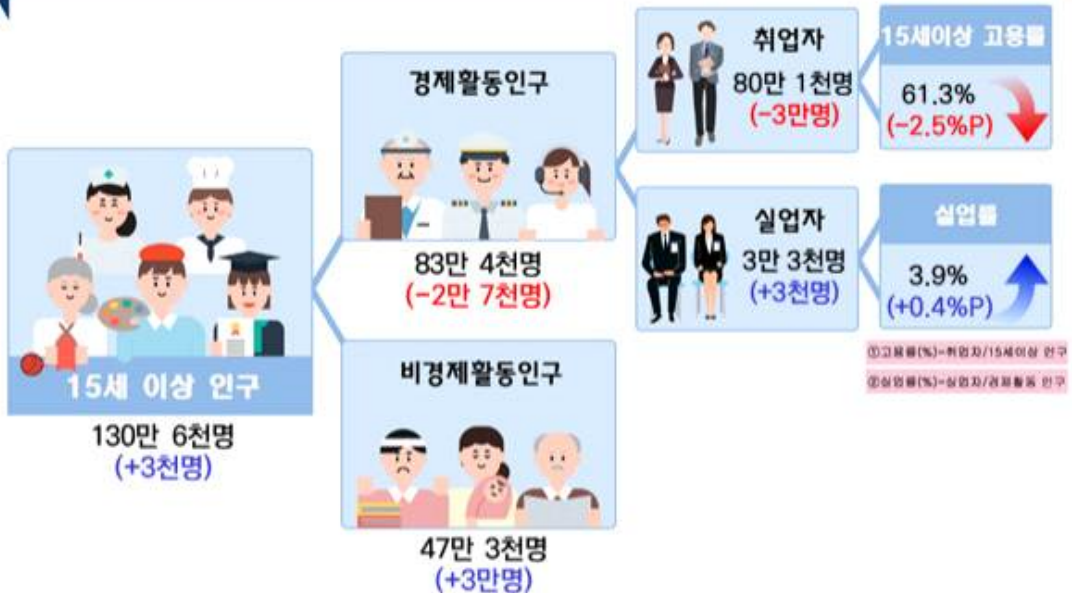 15세 이상 인구
130만 6천명
(+3천명)
경제활동인구
83만 4천명
(-2만 7천명)
비경제활동인구
47만 3천명
(+3만명)
취업자
80만 1천명
(-3만명)
15세이상 고용률
61.3%
(-2.5%P)
실업자
3만 3천명
(+3천명)
실업률
3.9%
(+0.4%P)
①고용률(%)=취업자/15세이상 인구
②실업률(%)=실업자/경제활동 인구